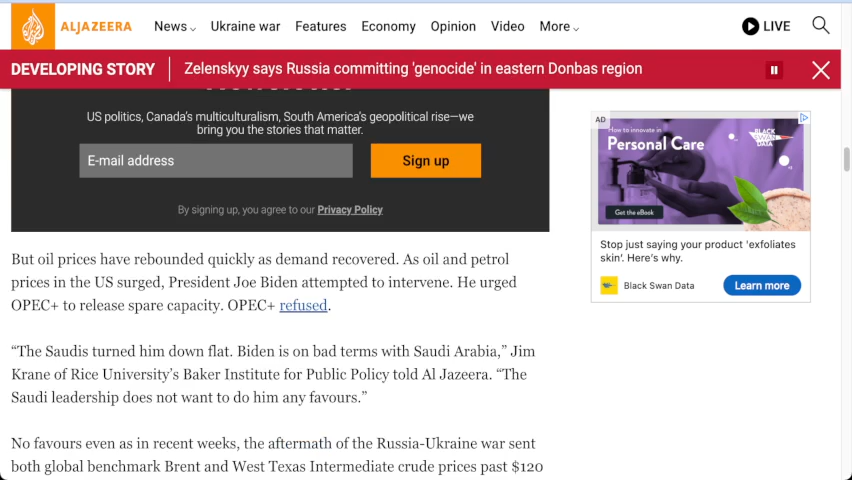 ALJAZEERA
News
Ukraine war
Features
Economy
Opinion
Video
More
LIVE
DEVELOPING STORY
Zelenskyy says Russia committing 'genocide' in eastern Donbas region
US politics, Canada's multiculturalism, South America's geopolitical rise—we
bring you the stories that matter.
E-mail address
Sign up
By signing up, you agree to our Privacy Policy
AD
How to innovate in
Personal Care
BLACK
SWAN
DATA
Get the eBook
Stop just saying your product 'exfoliates
skin'. Here's why.
Black Swan Data
Learn more
But oil prices have rebounded quickly as demand recovered. As oil and petrol
prices in the US surged, President Joe Biden attempted to intervene. He urged
OPEC+ to release spare capacity. OPEC+ refused.
“The Saudis turned him down flat. Biden is on bad terms with Saudi Arabia,” Jim
Krane of Rice University’s Baker Institute for Public Policy told Al Jazeera. “The
Saudi leadership does not want to do him any favours.”
No favours even as in recent weeks, the aftermath of the Russia-Ukraine war sent
both global benchmark Brent and West Texas Intermediate crude prices past $120